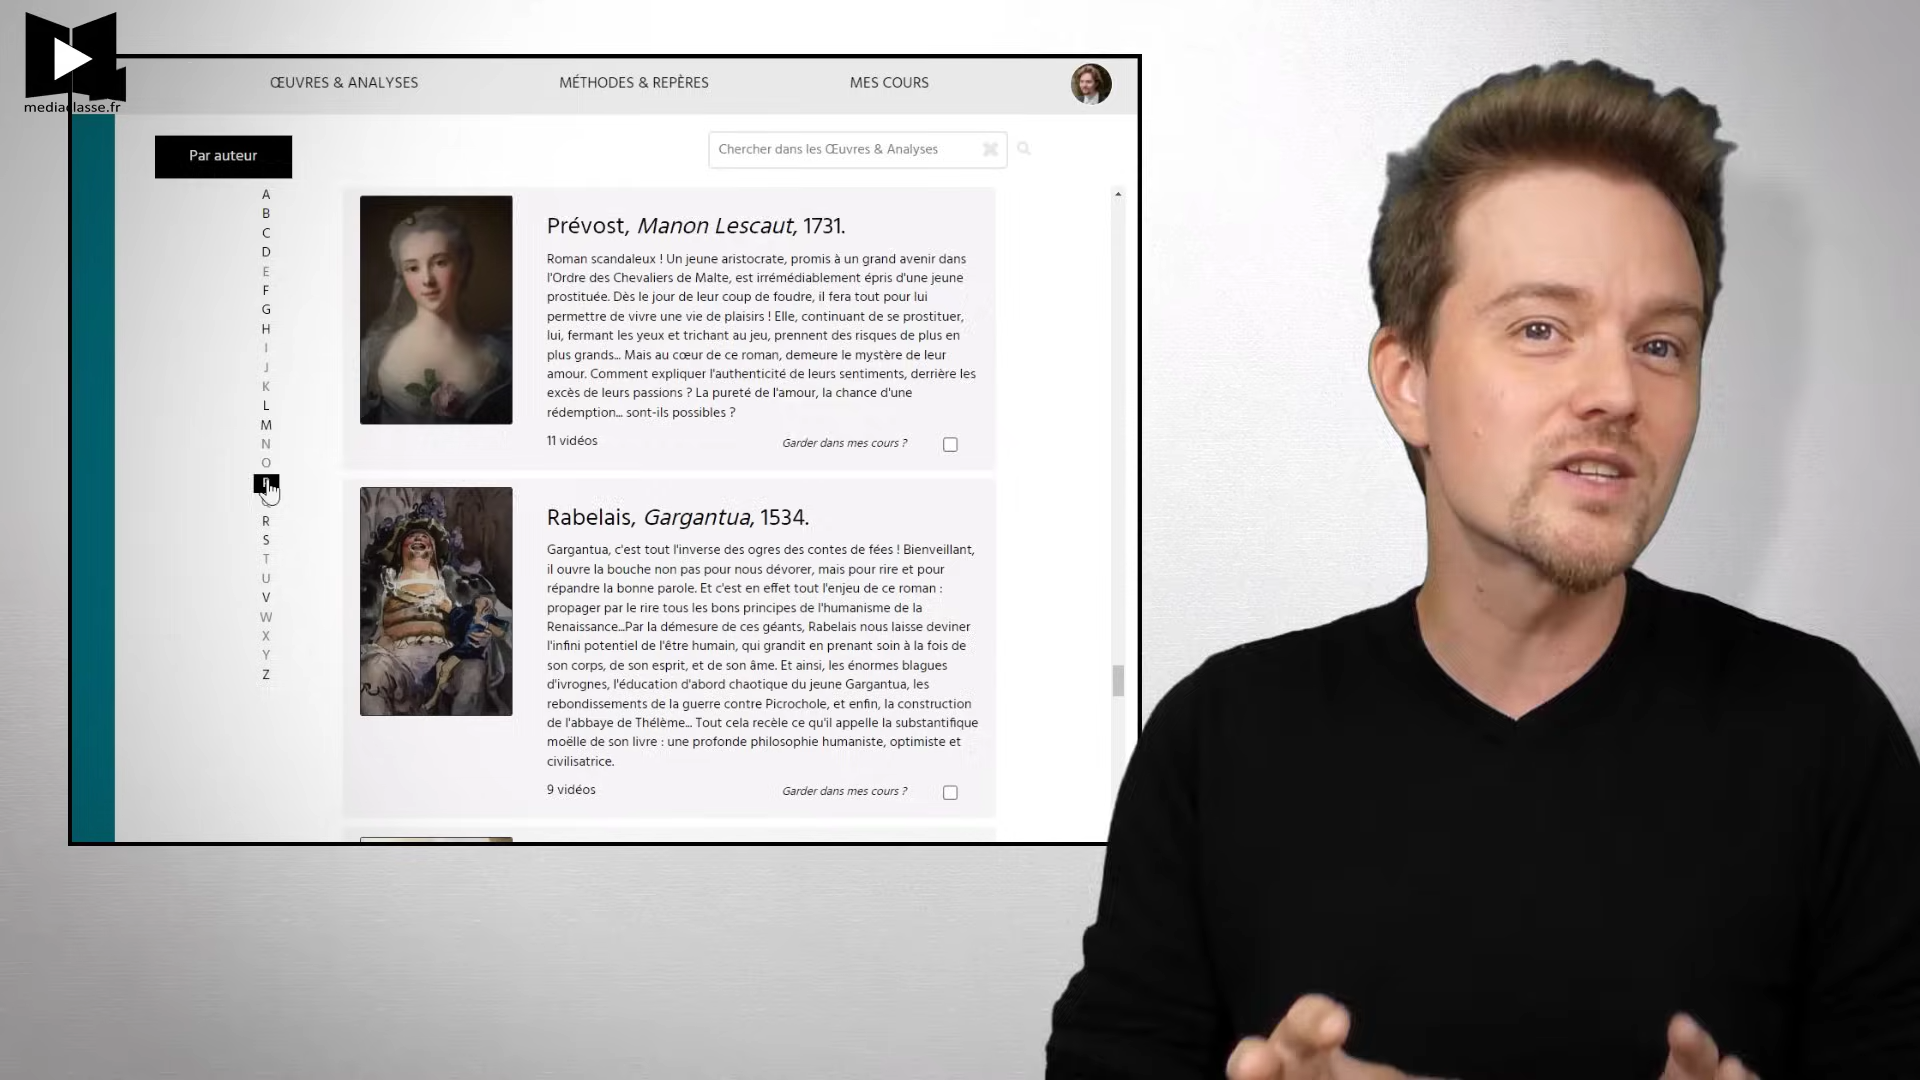 mediaclasse.fr
ŒUVRES & ANALYSES
MÉTHODES & REPÈRES
MES COURS
Par auteur
Chercher dans les Œuvres & Analyses
A
B
C
D
E
F
G
H
I
J
K
L
M
N
O
R
S
T
U
V
W
X
Y
Z
Prévost, Manon Lescaut, 1731.
Roman scandaleux ! Un jeune aristocrate, promis à un grand avenir dans
l'Ordre des Chevaliers de Malte, est irrémédiablement épris d'une jeune
prostituée. Dès le jour de leur coup de foudre, il fera tout pour lui
permettre de vivre une vie de plaisirs ! Elle, continuant de se prostituer,
lui, fermant les yeux et trichant au jeu, prennent des risques de plus en
plus grands... Mais au cœur de ce roman, demeure le mystère de leur
amour. Comment expliquer l'authenticité de leurs sentiments, derrière les
excès de leurs passions ? La pureté de l'amour, la chance d'une
rédemption... sont-ils possibles ?
11 vidéos
Garder dans mes cours ?
Rabelais, Gargantua, 1534.
Gargantua, c'est tout l'inverse des ogres des contes de fées ! Bienveillant,
il ouvre la bouche non pas pour nous dévorer, mais pour rire et pour
répandre la bonne parole. Et c'est en effet tout l'enjeu de ce roman :
propager par le rire tous les bons principes de l'humanisme de la
Renaissance...Par la démesure de ces géants, Rabelais nous laisse deviner
l'infini potentiel de l'être humain, qui grandit en prenant soin à la fois de
son corps, de son esprit, et de son âme. Et ainsi, les énormes blagues
d'ivrognes, l'éducation d'abord chaotique du jeune Gargantua, les
rebondissements de la guerre contre Picrochole, et enfin, la construction
de l'abbaye de Thélème... Tout cela recèle ce qu'il appelle la substantifique
moëlle de son livre : une profonde philosophie humaniste, optimiste et
civilisatrice.
9 vidéos
Garder dans mes cours ?